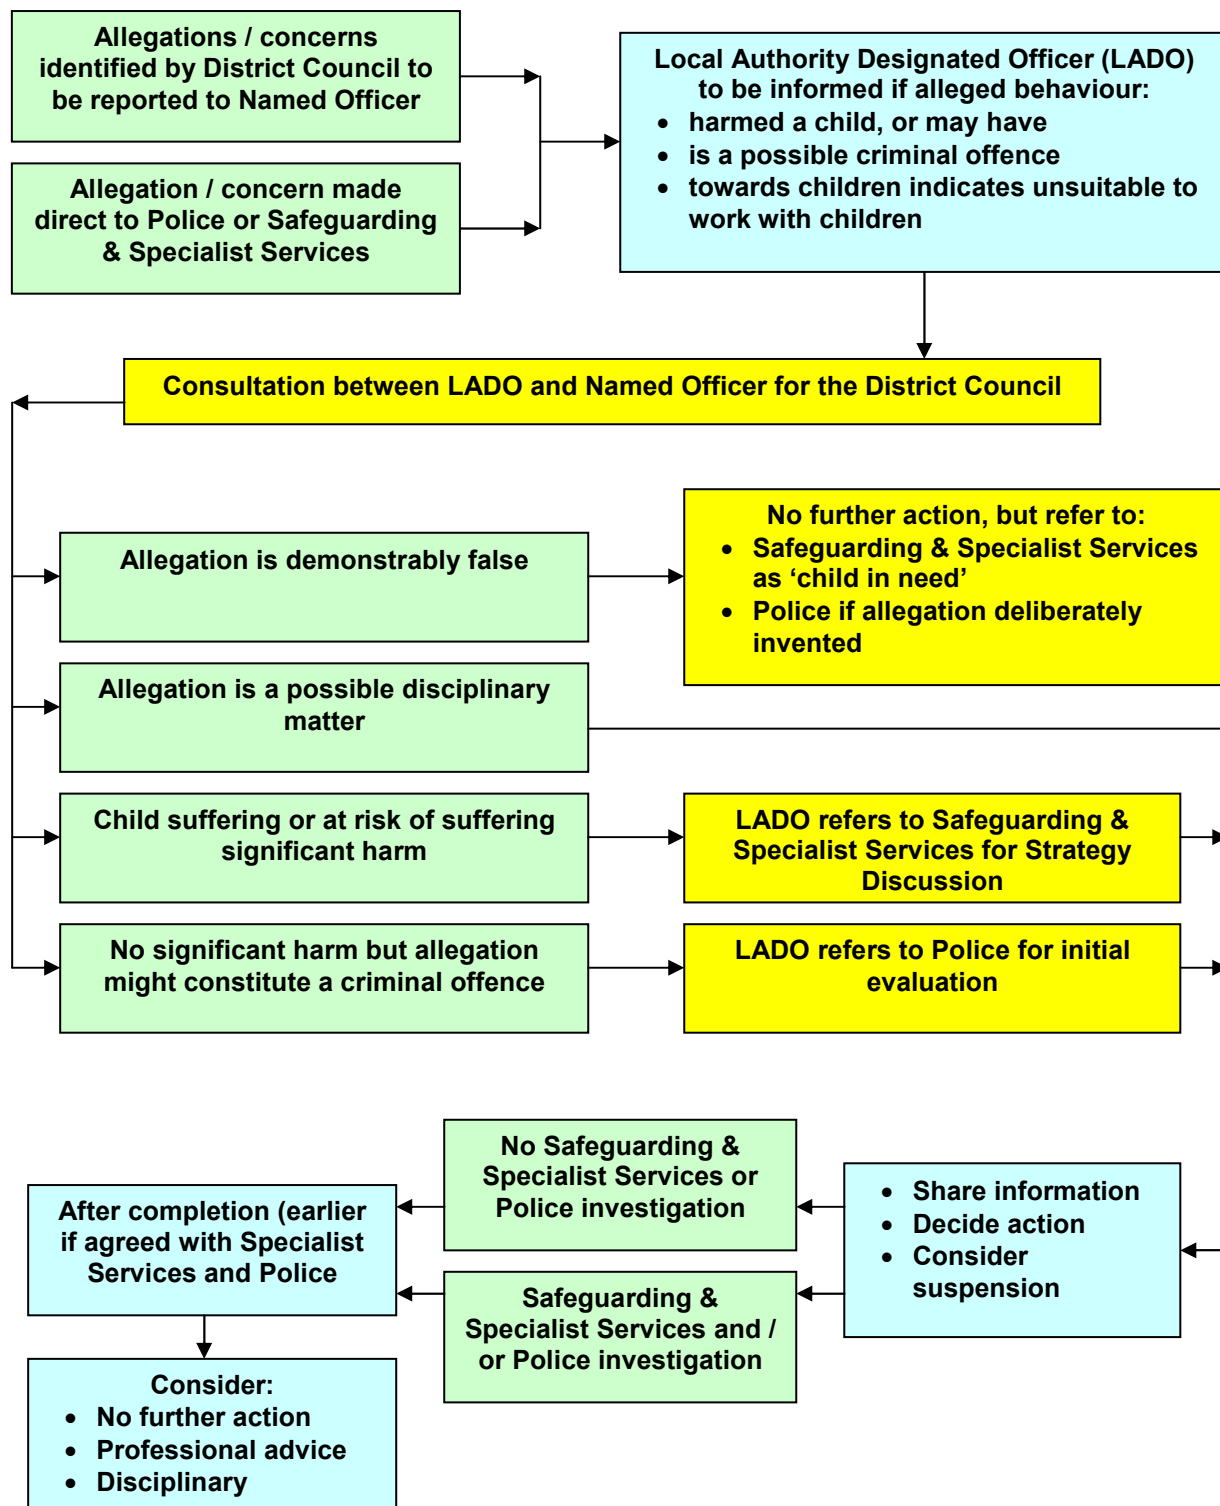 Allegations / concerns
identified by District Council to
be reported to Named Officer
Allegation / concern made
direct to Police or Safeguarding
& Specialist Services
Local Authority Designated Officer (LADO)
to be informed if alleged behaviour:
• harmed a child, or may have
• is a possible criminal offence
• towards children indicates unsuitable to
work with children
Consultation between LADO and Named Officer for the District Council
Allegation is demonstrably false
No further action, but refer to:
• Safeguarding & Specialist Services
as ‘child in need’
• Police if allegation deliberately
invented
Allegation is a possible disciplinary
matter
Child suffering or at risk of suffering
significant harm
LADO refers to Safeguarding &
Specialist Services for Strategy
Discussion
No significant harm but allegation
might constitute a criminal offence
LADO refers to Police for initial
evaluation
• Share information
• Decide action
• Consider
suspension
No Safeguarding &
Specialist Services or
Police investigation
Safeguarding &
Specialist Services and /
or Police investigation
After completion (earlier
if agreed with Specialist
Services and Police
Consider:
• No further action
• Professional advice
• Disciplinary